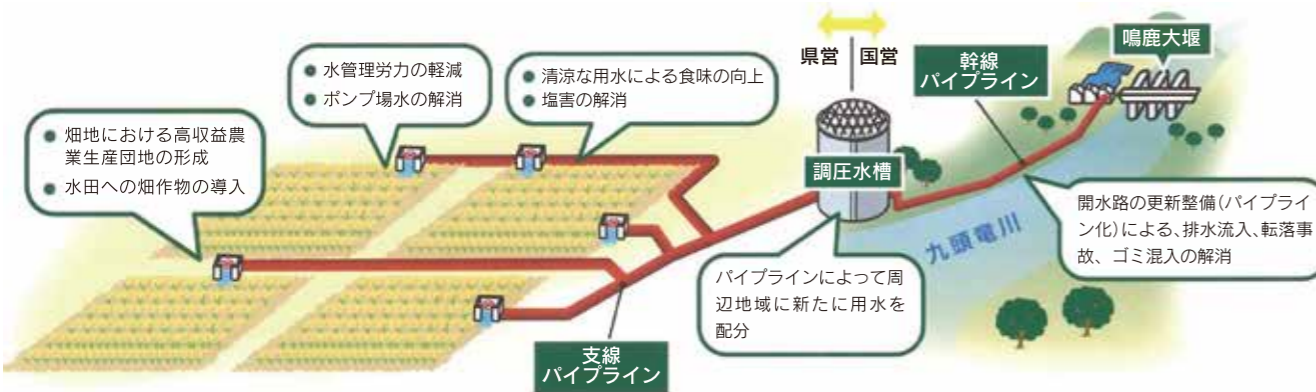 ● 畑地における高収益農
業生産団地の形成
● 水田への畑作物の導入
● 水管理労力の軽減
● ポンプ場水の解消
● 清涼な用水による食味の向上
● 塩害の解消
県営
国営
調圧水槽
幹線
パイプライン
鳴鹿大堰
開水路の更新整備(パイプライ
ン化)による、排水流入、転落事
故、ゴミ混入の解消
九頭竜川
パイプラインによって周
辺地域に新たに用水を
配分
支線
パイプライン